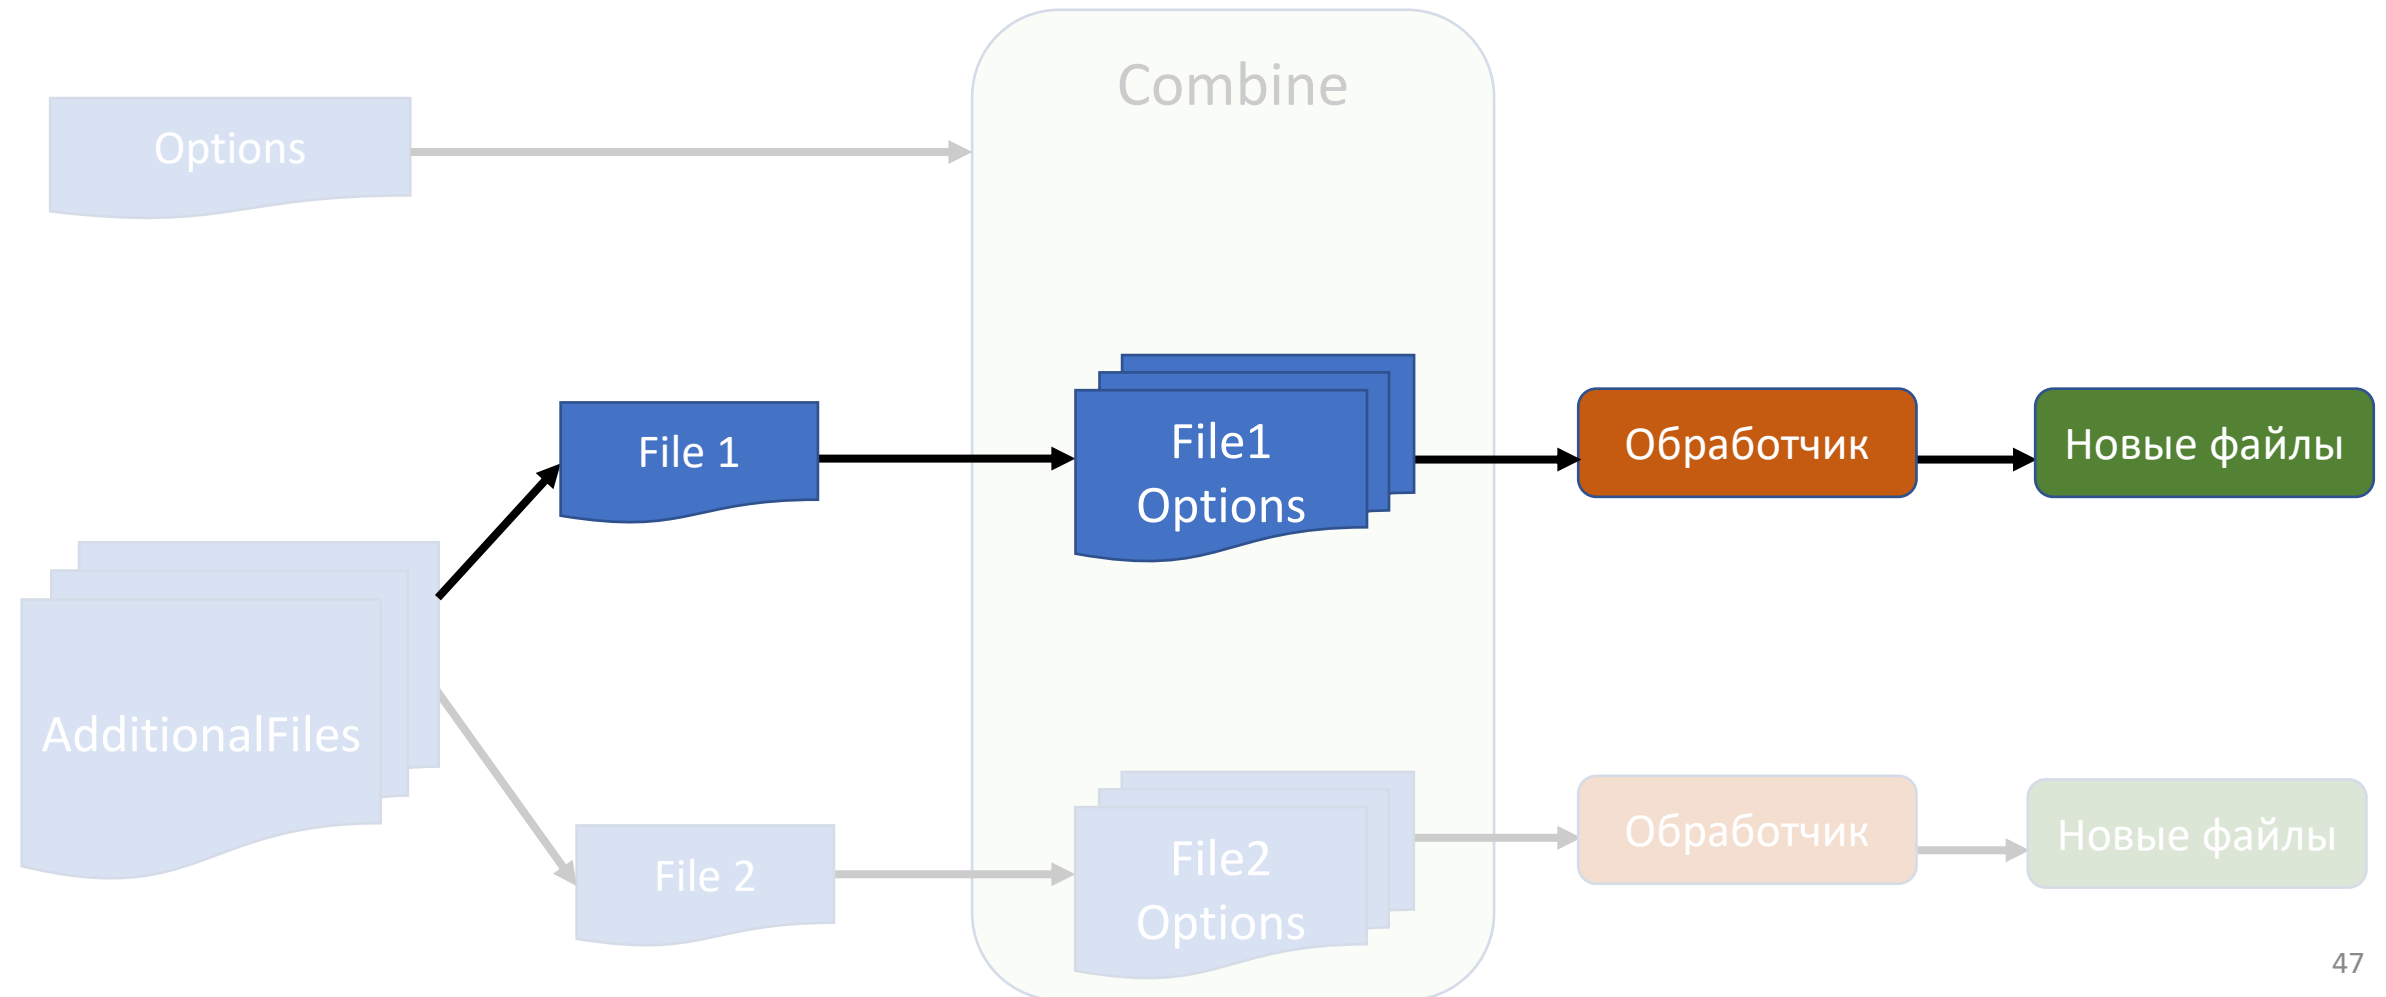 Combine
Options
File 1
File1
Options
Обработчик
Новые файлы
AdditionalFiles
File 2
File2
Options
Обработчик
Новые файлы
47